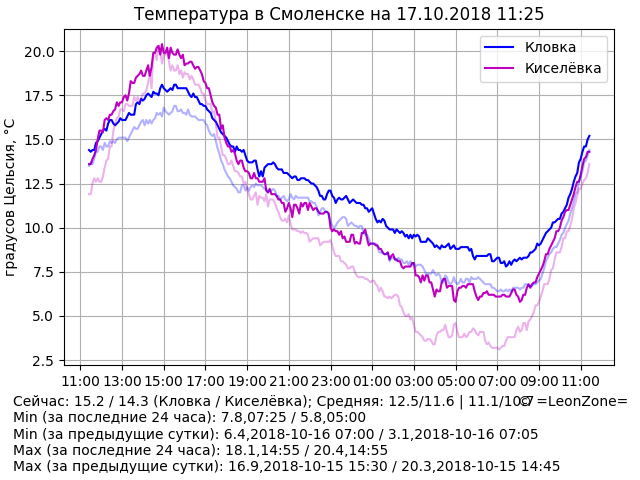 Температура в Смоленске на 17.10.2018 11:25
Кловка
Киселёвка
градусов Цельсия, °C
20.0
17.5
15.0
12.5
10.0
7.5
5.0
2.5
11:00 13:00 15:00 17:00 19:00 21:00 23:00 01:00 03:00 05:00 07:00 09:00 11:00
Сейчас: 15.2 / 14.3 (Кловка / Киселёвка); Средняя: 12.5/11.6 | 11.1/10.7 =LeonZone=
Min (за последние 24 часа): 7.8,07:25 / 5.8,05:00
Min (за предыдущие сутки): 6.4,2018-10-16 07:00 / 3.1,2018-10-16 07:05
Max (за последние 24 часа): 18.1,14:55 / 20.4,14:55
Max (за предыдущие сутки): 16.9,2018-10-15 15:30 / 20.3,2018-10-15 14:45